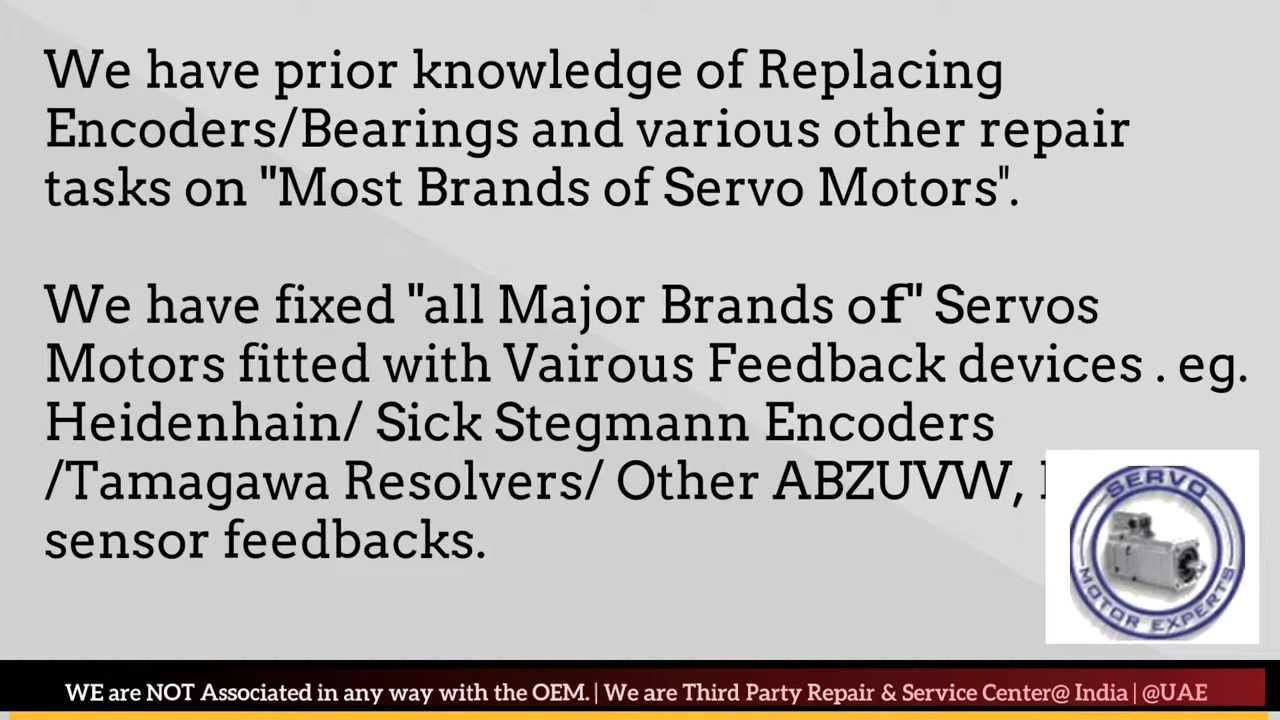 We have prior knowledge of Replacing
Encoders/Bearings and various other repair
tasks on "Most Brands of Servo Motors".
We have fixed "all Major Brands of" Servos
Motors fitted with Vairous Feedback devices . eg.
Heidenhain/ Sick Stegmann Encoders
/Tamagawa Resolvers/ Other ABZUVW,
sensor feedbacks.
SERVO
MOTOR EXPERTS
WE are NOT Associated in any way with the OEM. | We are Third Party Repair & Service Center@ India | @UAE